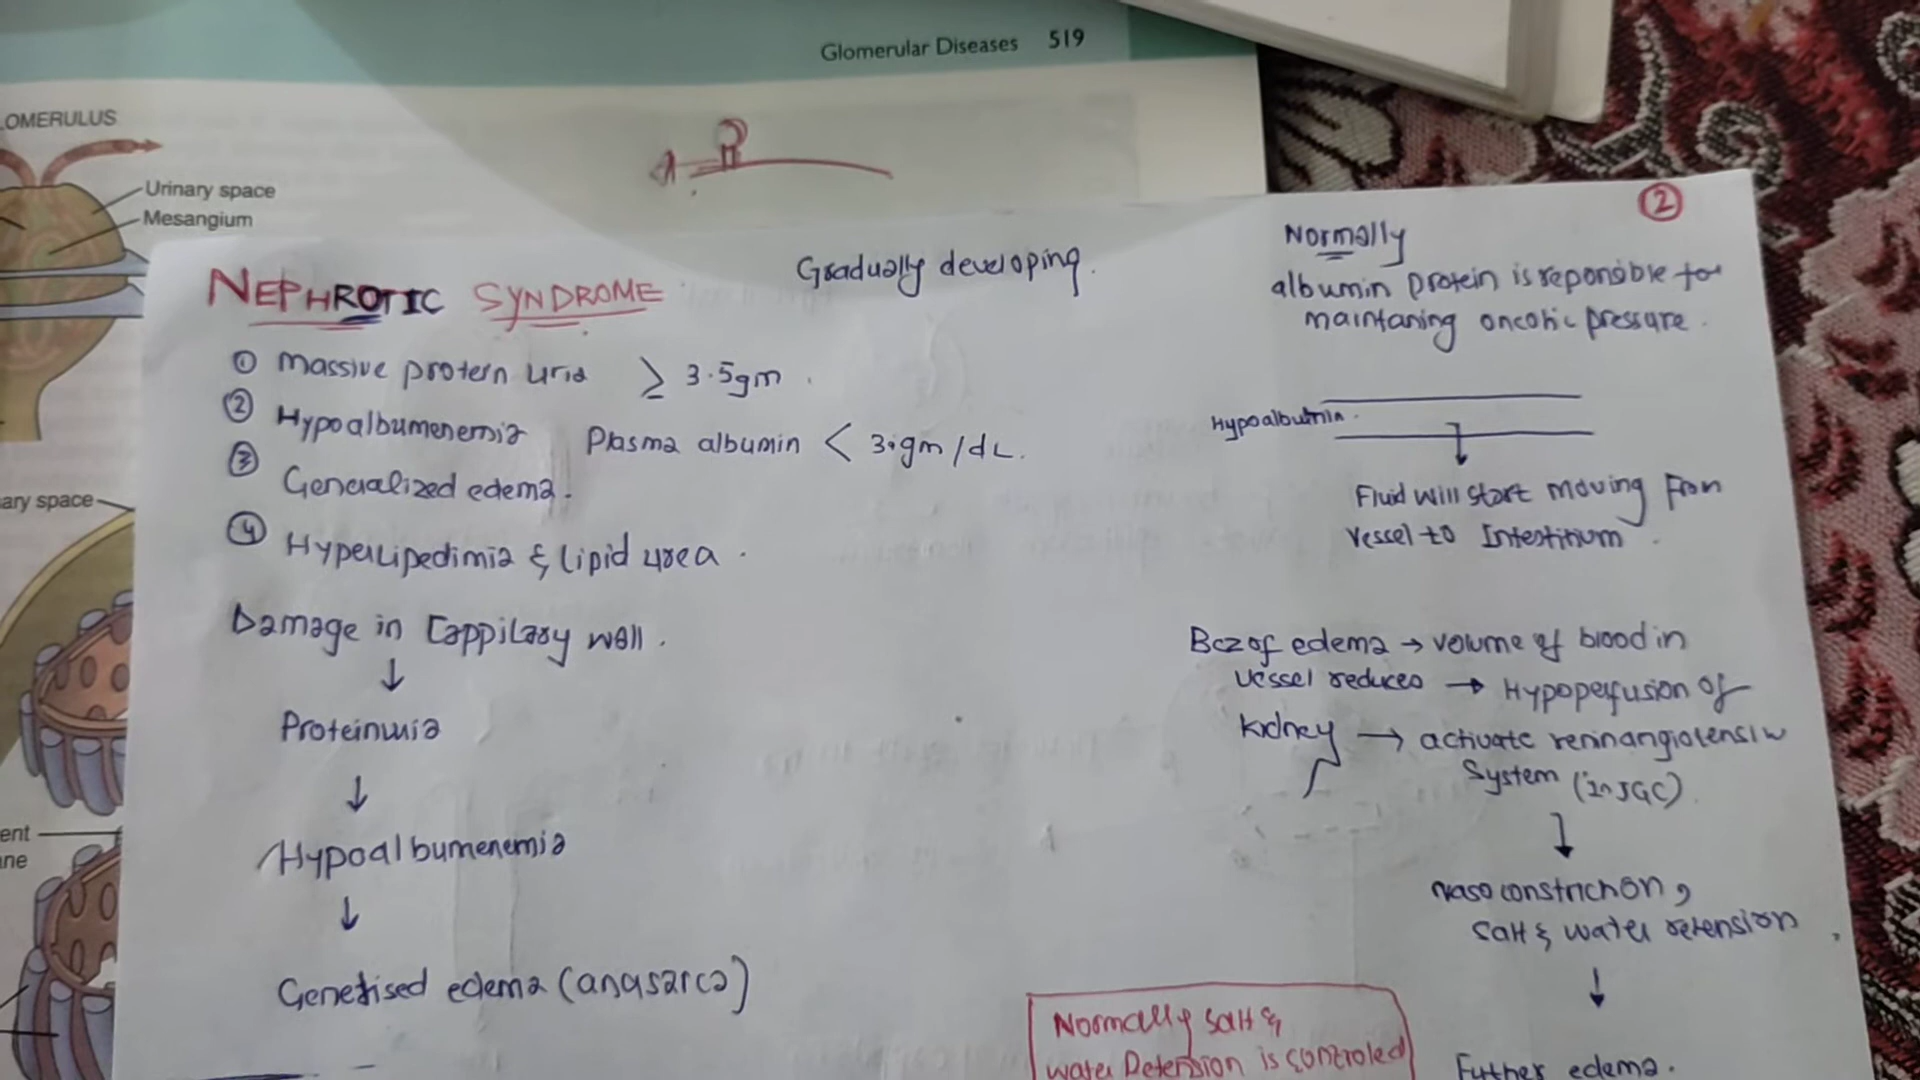 Glomerular Diseases 519
LOMERULUS
Urinary space
Mesangium
ary space
ent
ne
2
NEPHROTIC SYNDROME
Gradually developing.
① Massive protein uria ≥ 3.5gm.
② Hypoalbumenemia Plasma albumin < 3.gm/dL.
③ Generalized edema.
④ Hyperlipedimia & lipid urea.
Damage in Cappilary wall.
↓
Proteinuria
↓
Hypoalbumenemia
↓
Genetised edema (anasarca)
Normally
albumin protein is reponsible for
maintaning oncotic pressure.
Hypoalbumin.
↓
Fluid will start moving from
vessel to Intestitium.
Bcz of edema → volume of blood in
vessel reduces → Hypoperfusion of
kidney → activate reninangiotensin
System (in JGC)
↓
vasoconstriction,
salt & water retension
↓
Futher edema.
Normally salt &
water Retension is controled